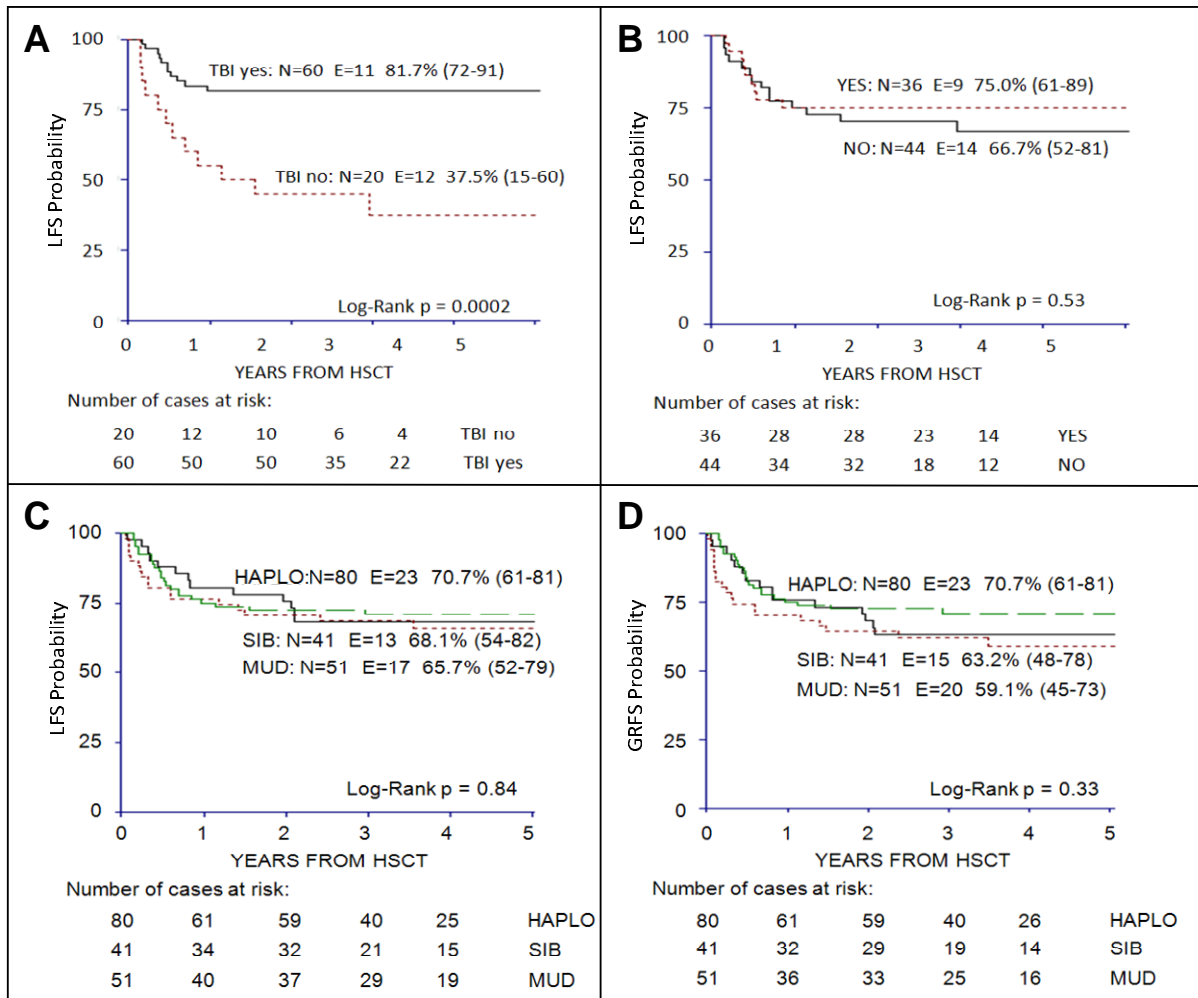 A
100
TBI yes: N=60 E=11 81.7% (72-91)
75
LFS Probability
50
TBI no: N=20 E=12 37.5% (15-60)
25
Log-Rank p = 0.0002
0
0 1 2 3 4 5
YEARS FROM HSCT
Number of cases at risk:
20 12 10 6 4 TBI no
60 50 50 35 22 TBI yes
B
100
YES: N=36 E=9 75.0% (61-89)
75
NO: N=44 E=14 66.7% (52-81)
LFS Probability
50
25
Log-Rank p = 0.53
0
0 1 2 3 4 5
YEARS FROM HSCT
Number of cases at risk:
36 28 28 23 14 YES
44 34 32 18 12 NO
C
100
HAPLO:N=80 E=23 70.7% (61-81)
75
SIB: N=41 E=13 68.1% (54-82)
MUD: N=51 E=17 65.7% (52-79)
LFS Probability
50
25
Log-Rank p = 0.84
0
0 1 2 3 4 5
YEARS FROM HSCT
Number of cases at risk:
80 61 59 40 25 HAPLO
41 34 32 21 15 SIB
51 40 37 29 19 MUD
D
100
HAPLO: N=80 E=23 70.7% (61-81)
75
SIB: N=41 E=15 63.2% (48-78)
MUD: N=51 E=20 59.1% (45-73)
GRFS Probability
50
25
Log-Rank p = 0.33
0
0 1 2 3 4 5
YEARS FROM HSCT
Number of cases at risk:
80 61 59 40 26 HAPLO
41 32 29 19 14 SIB
51 36 33 25 16 MUD